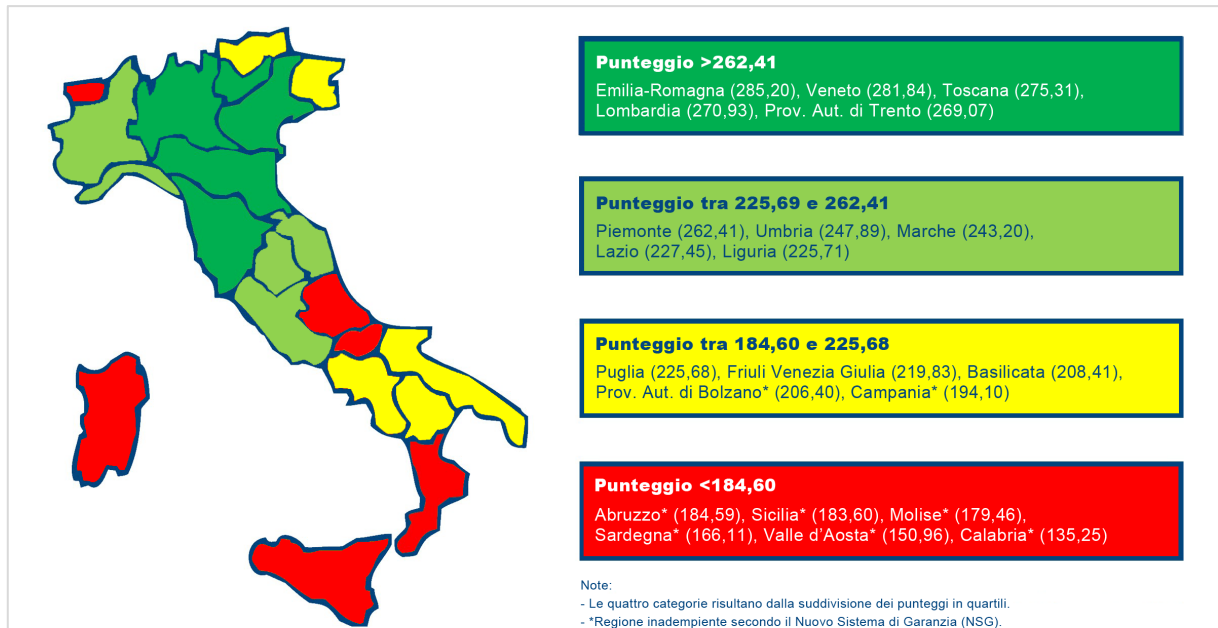 Punteggio >262,41
Emilia-Romagna (285,20), Veneto (281,84), Toscana (275,31),
Lombardia (270,93), Prov. Aut. di Trento (269,07)
Punteggio tra 225,69 e 262,41
Piemonte (262,41), Umbria (247,89), Marche (243,20),
Lazio (227,45), Liguria (225,71)
Punteggio tra 184,60 e 225,68
Puglia (225,68), Friuli Venezia Giulia (219,83), Basilicata (208,41),
Prov. Aut. di Bolzano* (206,40), Campania* (194,10)
Punteggio <184,60
Abruzzo* (184,59), Sicilia* (183,60), Molise* (179,46),
Sardegna* (166,11), Valle d’Aosta* (150,96), Calabria* (135,25)
Note:
- Le quattro categorie risultano dalla suddivisione dei punteggi in quartili.
- *Regione inadempiente secondo il Nuovo Sistema di Garanzia (NSG).